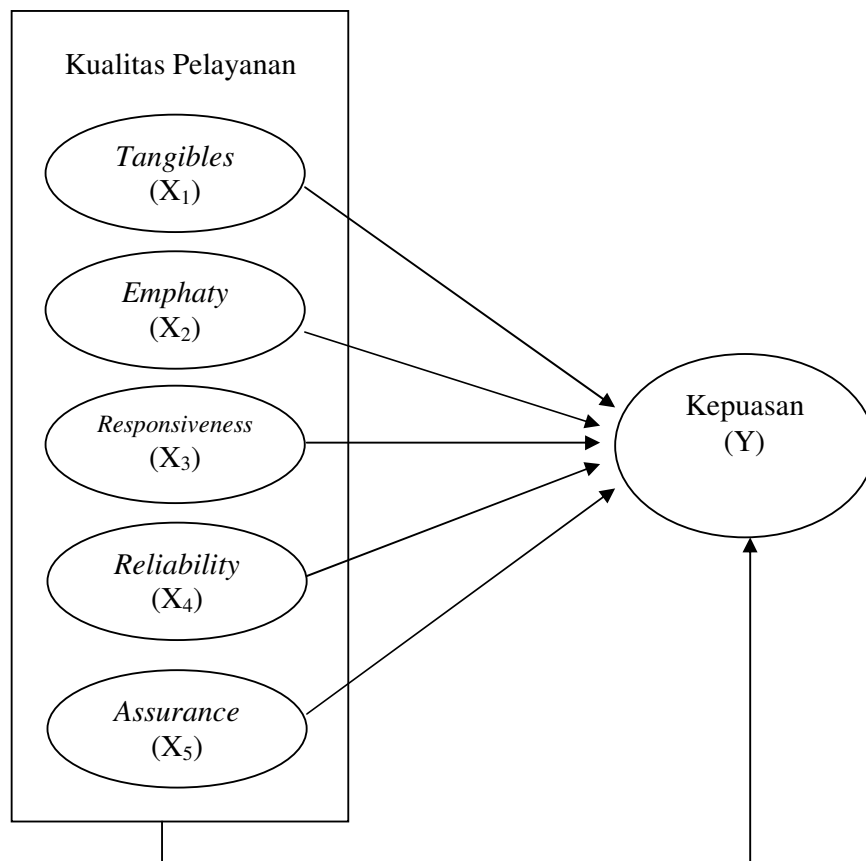 Kualitas Pelayanan
Tangibles
(X₁)
Emphaty
(X₂)
Responsiveness
(X₃)
Reliability
(X₄)
Assurance
(X₅)
Kepuasan
(Y)